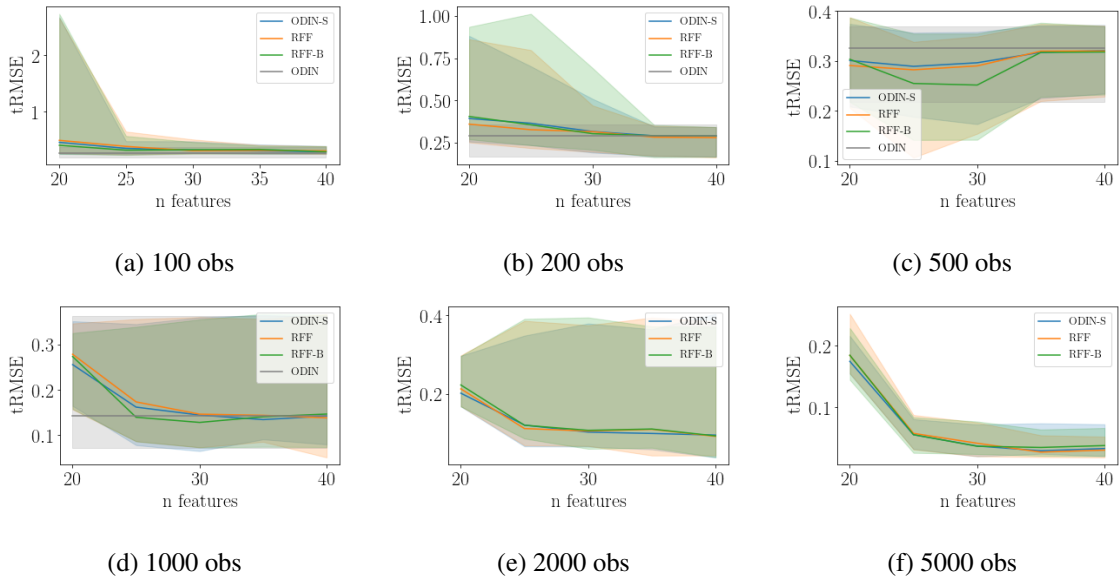 tRMSE
2
1
20
25
30
35
40
n features
ODIN-S
RFF
RFF-B
ODIN
(a) 100 obs
tRMSE
1.00
0.75
0.50
0.25
20
30
40
n features
ODIN-S
RFF
RFF-B
ODIN
(b) 200 obs
tRMSE
0.4
0.3
0.2
0.1
20
30
40
n features
ODIN-S
RFF
RFF-B
ODIN
(c) 500 obs
tRMSE
0.3
0.2
0.1
20
30
40
n features
ODIN-S
RFF
RFF-B
ODIN
(d) 1000 obs
tRMSE
0.4
0.2
20
30
40
n features
ODIN-S
RFF
RFF-B
(e) 2000 obs
tRMSE
0.2
0.1
20
30
40
n features
ODIN-S
RFF
RFF-B
(f) 5000 obs